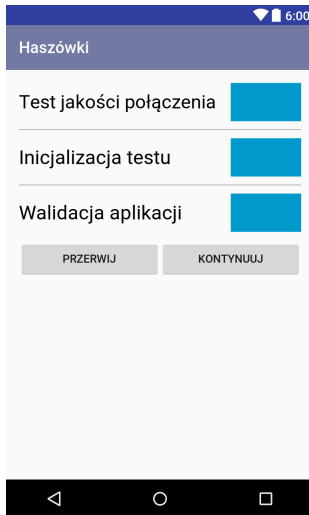 6:00
Haszówki
Test jakości połączenia
Inicjalizacja testu
Walidacja aplikacji
PRZERWIJ KONTYNUUJ